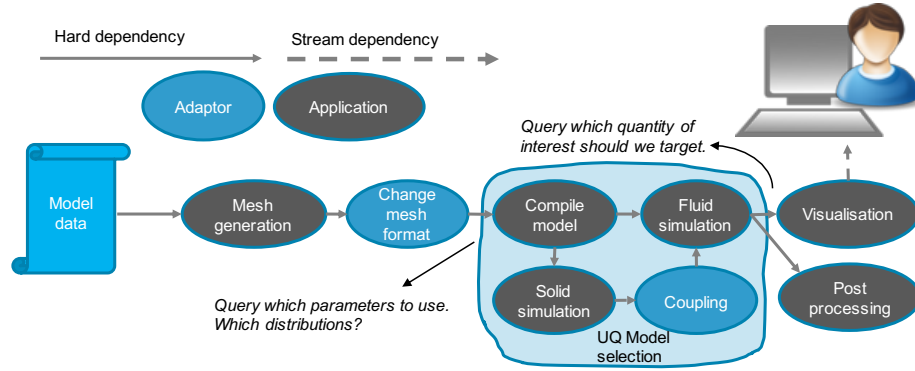 Hard dependency
Stream dependency
Adaptor
Application
Query which quantity of
interest should we target.
Model
data
Mesh
generation
Change
mesh
format
Compile
model
Fluid
simulation
Visualisation
Query which parameters to use.
Which distributions?
Solid
simulation
Coupling
Post
processing
UQ Model
selection